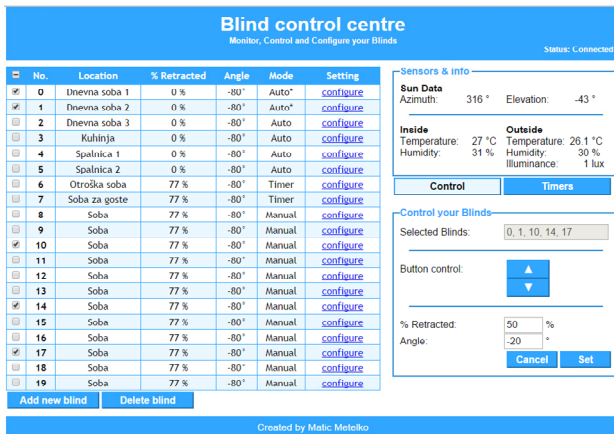 Blind control centre
Monitor, Control and Configure your Blinds
Status: Connected
No. Location % Retracted Angle Mode Setting
0 Dnevna soba 1 0 % -80° Auto* configure
1 Dnevna soba 2 0 % -80° Auto* configure
2 Dnevna soba 3 0 % -80° Auto configure
3 Kuhinja 0 % -80° Auto configure
4 Spalnica 1 0 % -80° Auto configure
5 Spalnica 2 0 % -80° Auto configure
6 Otroška soba 77 % -80° Timer configure
7 Soba za goste 77 % -80° Timer configure
8 Soba 77 % -80° Manual configure
9 Soba 77 % -80° Manual configure
10 Soba 77 % -80° Manual configure
11 Soba 77 % -80° Manual configure
12 Soba 77 % -80° Manual configure
13 Soba 77 % -80° Manual configure
14 Soba 77 % -80° Manual configure
15 Soba 77 % -80° Manual configure
16 Soba 77 % -80° Manual configure
17 Soba 77 % -80° Manual configure
18 Soba 77 % -80° Manual configure
19 Soba 77 % -80° Manual configure
Add new blind Delete blind
Sensors & info
Sun Data
Azimuth: 316 ° Elevation: -43 °
Inside Outside
Temperature: 27 °C Temperature: 26.1 °C
Humidity: 31 % Humidity: 30 %
Illuminance: 1 lux
Control Timers
Control your Blinds
Selected Blinds: 0, 1, 10, 14, 17
Button control:
% Retracted: 50 %
Angle: -20 °
Cancel Set
Created by Matic Metelko